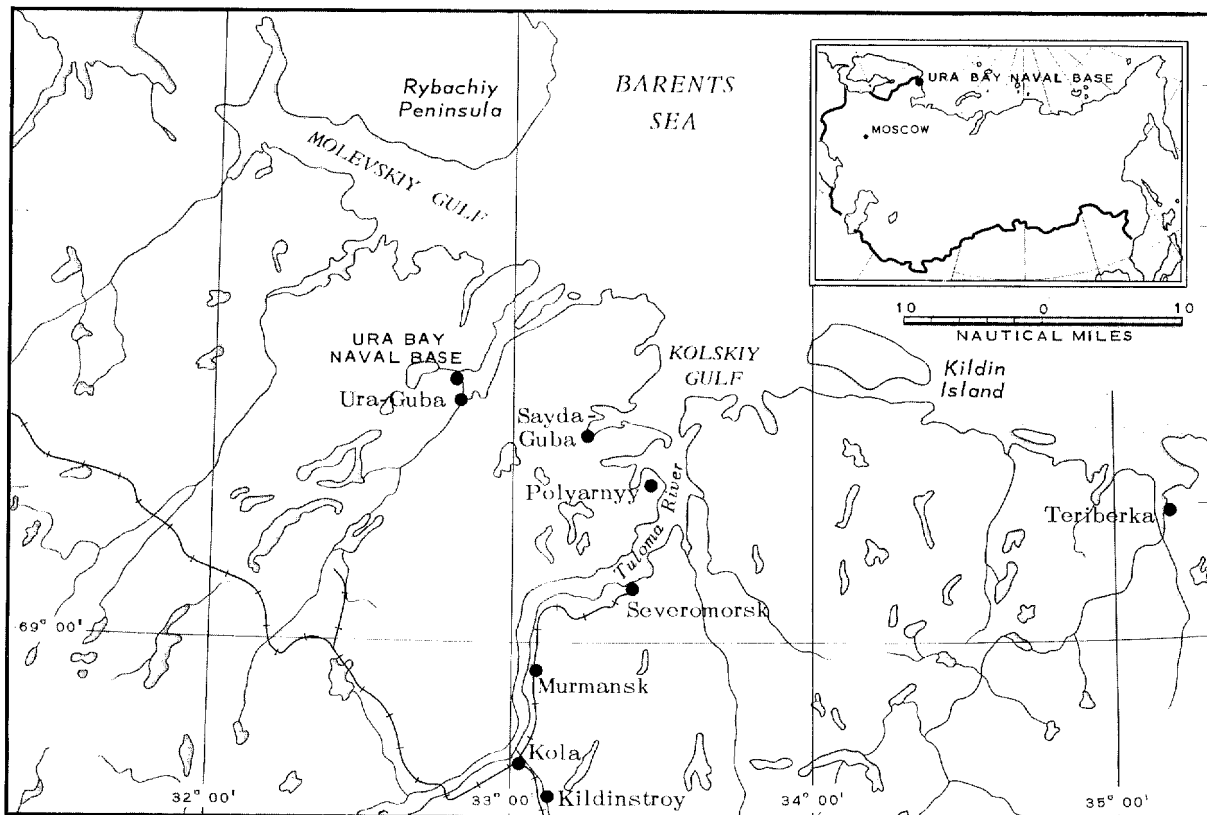 Rybachiy
Peninsula
BARENTS
SEA
URA BAY NAVAL BASE
MOSCOW
MOLEVSKIY GULF
10 0 10
NAUTICAL MILES
URA BAY
NAVAL BASE
Ura-Guba
KOLSKIY
GULF
Kildin
Island
Sayda-
Guba
Polyarnyy
Tuloma River
Teriberka
Severomorsk
69° 00'
Murmansk
Kola
Kildinstroy
32° 00'
33° 00'
34° 00'
35° 00'